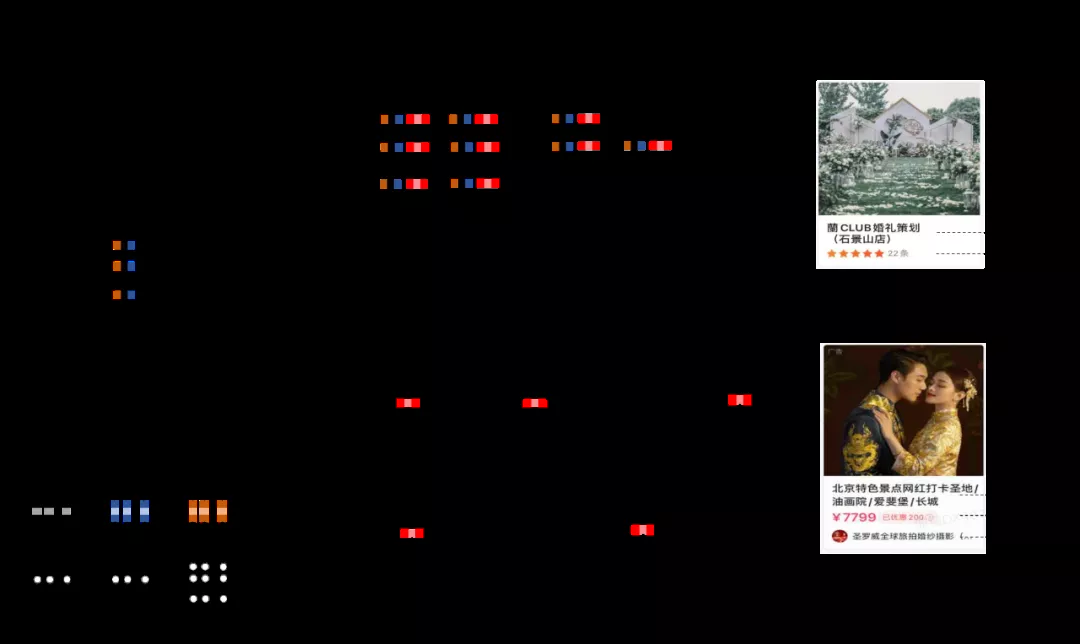 蘭CLUB婚礼策划
（石景山店）
22条
广告
北京特色景点网红打卡圣地/
油画院/爱斐堡/长城
￥7799 已优惠200
圣罗威全球旅拍婚纱摄影（